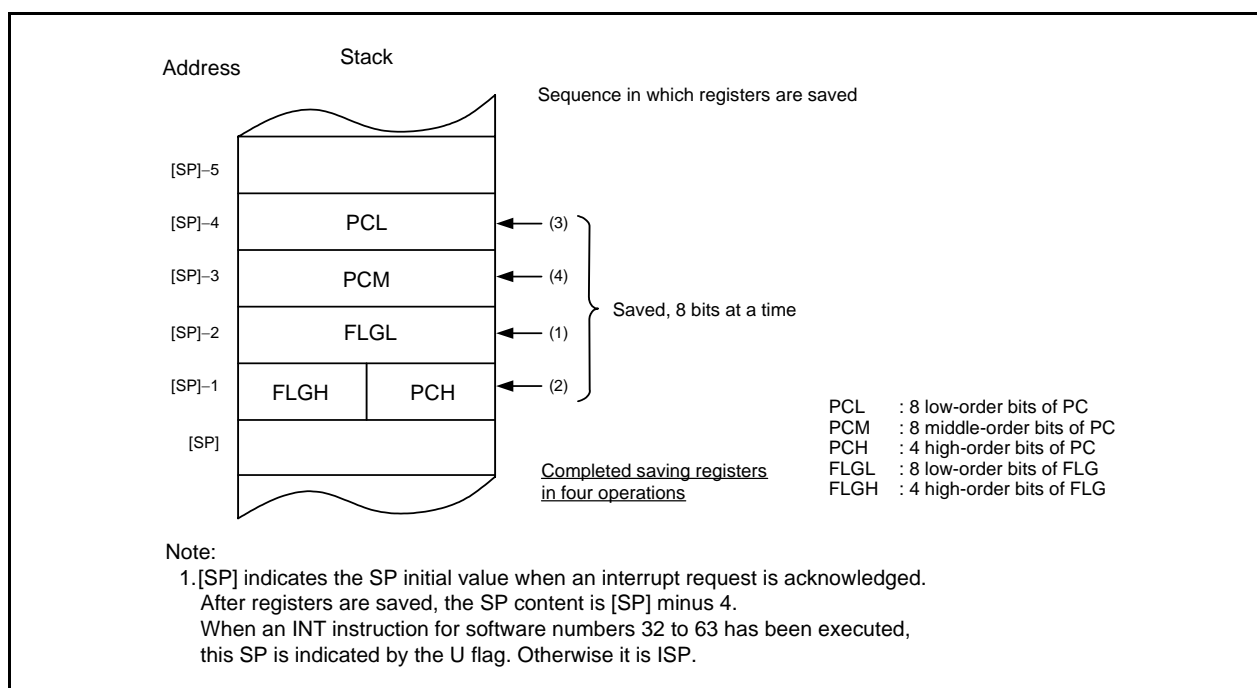 Address
Stack
Sequence in which registers are saved
[SP]−5
[SP]−4
PCL
(3)
[SP]−3
PCM
(4)
Saved, 8 bits at a time
[SP]−2
FLGL
(1)
[SP]−1
FLGH
PCH
(2)
[SP]
Completed saving registers
in four operations
PCL : 8 low-order bits of PC
PCM : 8 middle-order bits of PC
PCH : 4 high-order bits of PC
FLGL : 8 low-order bits of FLG
FLGH : 4 high-order bits of FLG
Note:
1.[SP] indicates the SP initial value when an interrupt request is acknowledged.
After registers are saved, the SP content is [SP] minus 4.
When an INT instruction for software numbers 32 to 63 has been executed,
this SP is indicated by the U flag. Otherwise it is ISP.